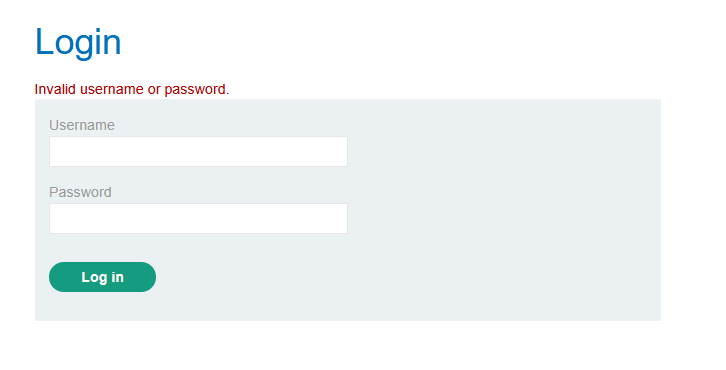 Login
Invalid username or password.
Username
Password
Log in